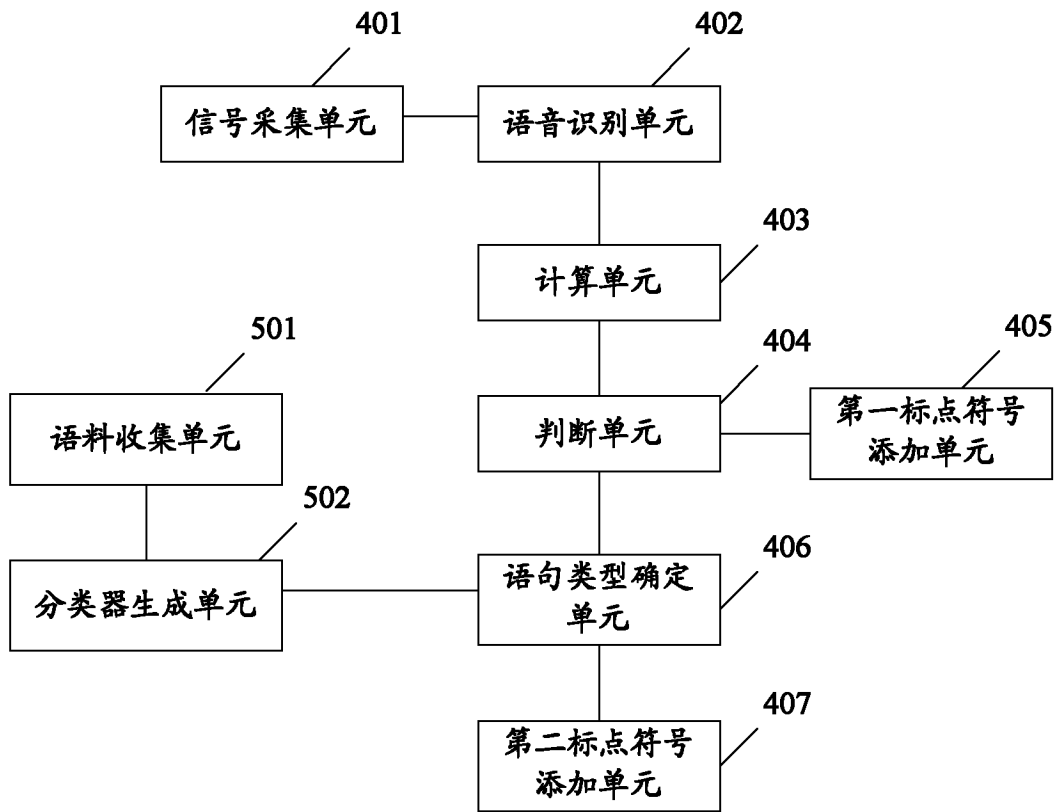 401
402
信号采集单元
语音识别单元
403
计算单元
501
404
405
语料收集单元
判断单元
第一标点符号
添加单元
502
406
分类器生成单元
语句类型确定
单元
407
第二标点符号
添加单元